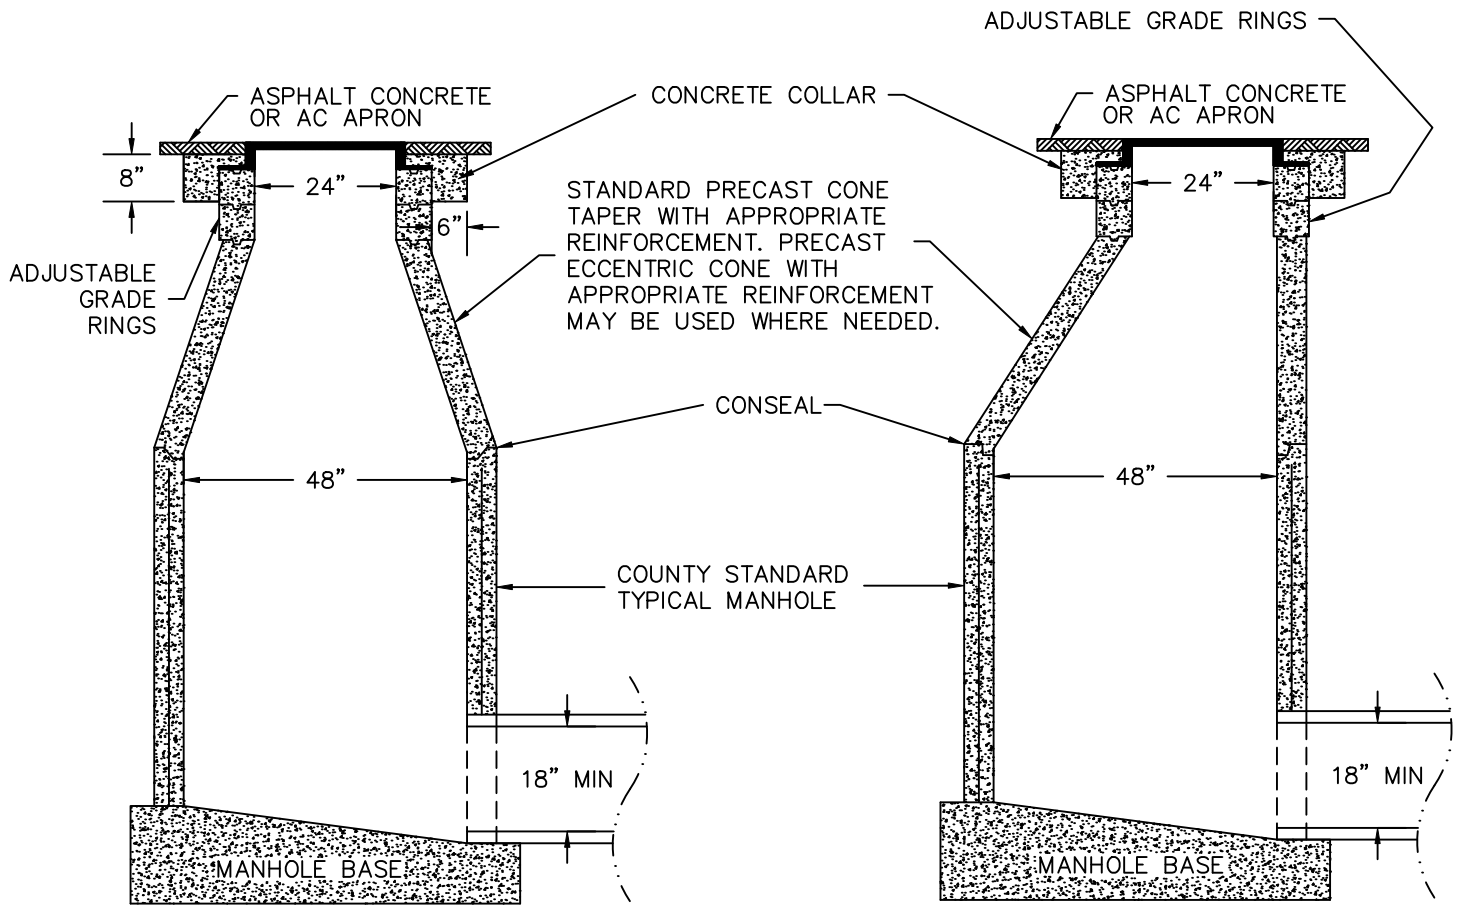 ADJUSTABLE GRADE RINGS
ASPHALT CONCRETE
OR AC APRON
CONCRETE COLLAR
ASPHALT CONCRETE
OR AC APRON
8”
24”
6”
STANDARD PRECAST CONE
TAPER WITH APPROPRIATE
REINFORCEMENT. PRECAST
ECCENTRIC CONE WITH
APPROPRIATE REINFORCEMENT
MAY BE USED WHERE NEEDED.
24”
ADJUSTABLE
GRADE
RINGS
CONSEAL
48”
48”
COUNTY STANDARD
TYPICAL MANHOLE
18” MIN
18” MIN
MANHOLE BASE
MANHOLE BASE